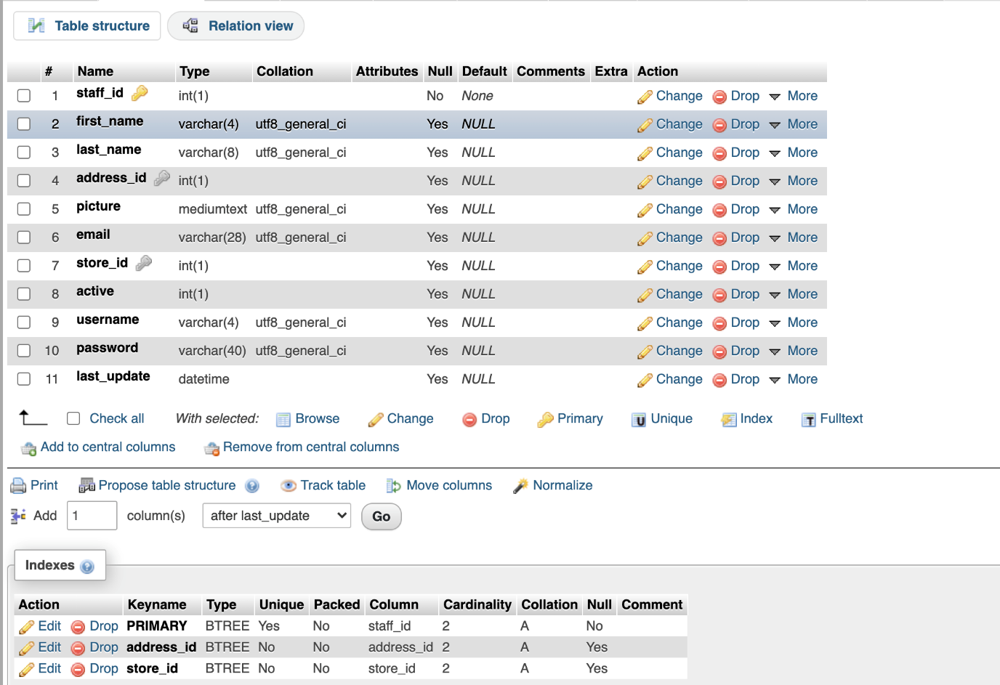 Table structure Relation view
# Name Type Collation Attributes Null Default Comments Extra Action
1 staff_id int(1) No None Change Drop More
2 first_name varchar(4) utf8_general_ci Yes NULL Change Drop More
3 last_name varchar(8) utf8_general_ci Yes NULL Change Drop More
4 address_id int(1) Yes NULL Change Drop More
5 picture mediumtext utf8_general_ci Yes NULL Change Drop More
6 email varchar(28) utf8_general_ci Yes NULL Change Drop More
7 store_id int(1) Yes NULL Change Drop More
8 active int(1) Yes NULL Change Drop More
9 username varchar(4) utf8_general_ci Yes NULL Change Drop More
10 password varchar(40) utf8_general_ci Yes NULL Change Drop More
11 last_update datetime Yes NULL Change Drop More
Check all With selected: Browse Change Drop Primary Unique Index Fulltext
Add to central columns Remove from central columns
Print Propose table structure Track table Move columns Normalize
Add 1 column(s) after last_update Go
Indexes
Action Keyname Type Unique Packed Column Cardinality Collation Null Comment
Edit Drop PRIMARY BTREE Yes No staff_id 2 A No
Edit Drop address_id BTREE No No address_id 2 A Yes
Edit Drop store_id BTREE No No store_id 2 A Yes